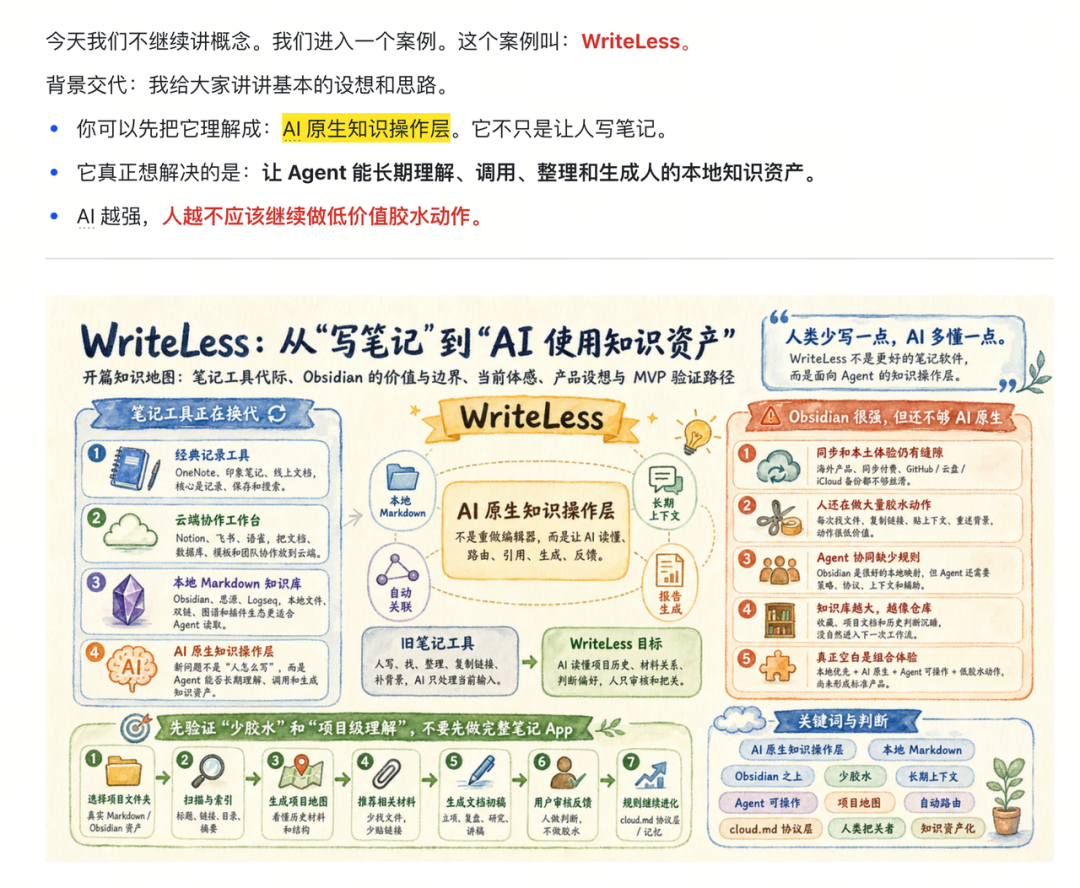 今天我们不继续讲概念。我们进入一个案例。这个案例叫：WriteLess。
背景交代：我给大家讲讲基本的设想和思路。
• 你可以先把它理解成：AI 原生知识操作层。它不只是让人写笔记。
• 它真正想解决的是：让 Agent 能长期理解、调用、整理和生成人的本地知识资产。
• AI 越强，人越不应该继续做低价值胶水动作。
WriteLess：从“写笔记”到“AI 使用知识资产”
开篇知识地图：笔记工具代际、Obsidian 的价值与边界、当前体感、产品设想与 MVP 验证路径
“人类少写一点，AI 多懂一点。
WriteLess 不是更好的笔记软件，
而是面向 Agent 的知识操作层。”
笔记工具正在换代
1 经典记录工具
OneNote、印象笔记、线上文档，
核心是记录、保存和搜索。
2 云端协作工作台
Notion、飞书、语雀，把文档、
数据库、模板和团队协作放到云端。
3 本地 Markdown 知识库
Obsidian、思源、Logseq，本地文件、
双链、图谱和插件生态更适合
Agent 读取。
4 AI 原生知识操作层
AI
新问题不是“人怎么写”，而是
Agent 能否长期理解、调用和生成
知识资产。
WriteLess
本地
Markdown
长期
上下文
自动
关联
报告
生成
AI 原生知识操作层
不是重做编辑器，而是让 AI 读懂、
路由、引用、生成、反馈。
旧笔记工具
人写、找、整理、复制链接、
补背景，AI 只处理当前输入。
WriteLess 目标
AI 读懂项目历史、材料关系、
判断偏好，人只审核和把关。
Obsidian 很强，但还不够 AI 原生
1 同步和本土体验仍有缝隙
海外产品、同步付费、GitHub / 云盘 /
iCloud 备份都不够丝滑。
2 人还在做大量胶水动作
每次找文件、复制链接、贴上下文、重述背景，
动作很低价值。
3 Agent 协同缺少规则
Obsidian 是很好的本地映射，但 Agent 还需要
策略、协议、上下文和辅助。
4 知识库越大，越像仓库
收藏、项目文档和历史判断沉睡，
没自然进入下一次工作流。
5 真正空白是组合体验
本地优先 + AI 原生 + Agent 可操作 + 低胶水动作，
尚未形成标准产品。
先验证“少胶水”和“项目级理解”，不要先做完整笔记 App
1 选择项目文件夹
真实 Markdown /
Obsidian 资产
2 扫描与索引
标题、链接、目录、
摘要
3 生成项目地图
看懂历史材料
和结构
4 推荐相关材料
少找文件，
少贴链接
5 生成文档初稿
立项、复盘、研究、
讲稿
6 用户审核反馈
人做判断，
不做胶水
7 规则继续进化
cloud.md 协议层
/ 记忆
关键词与判断
AI 原生知识操作层
本地 Markdown
Obsidian 之上
少胶水
长期上下文
Agent 可操作
项目地图
自动路由
cloud.md 协议层
人类把关者
知识资产化